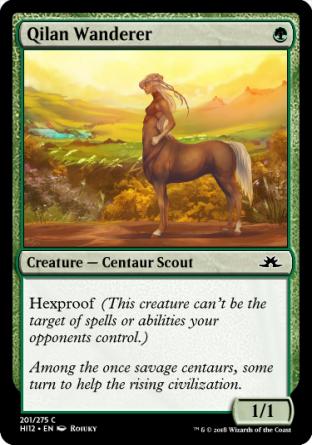 Qilan Wanderer
Creature — Centaur Scout
Hexproof (This creature can't be the
target of spells or abilities your
opponents control.)
Among the once savage centaurs, some
turn to help the rising civilization.
1/1
201/275 C
HI12 • EN Roiuky
™ & © 2018 Wizards of the Coast